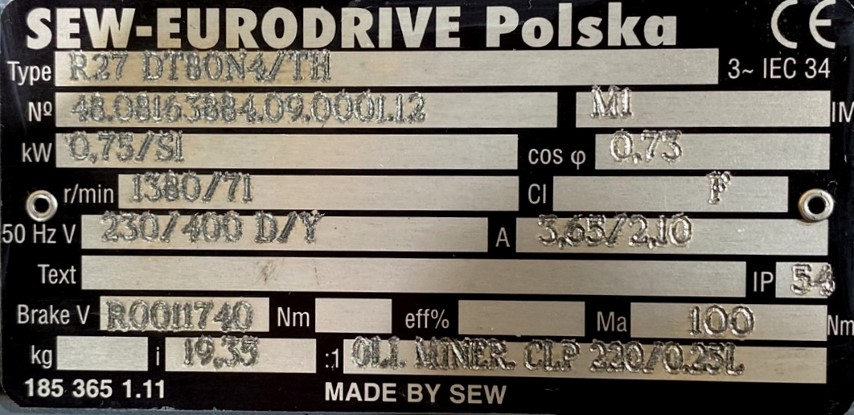 SEW-EURODRIVE Polska CE
Type R27 DT80N4/TH 3~ IEC 34
Nº 48.08163884.09.0001.12 M1 IM
kW 0,75/S1 cos φ 0,73
r/min 1380/71 Cl F
50 Hz V 230/400 D/Y A 3,65/2,10
Text IP 54
Brake V R0011740 Nm eff% Ma 100 Nm
kg i 19,35 :1 OLI MINER. CLP 220/0.25L
185 365 1.11 MADE BY SEW